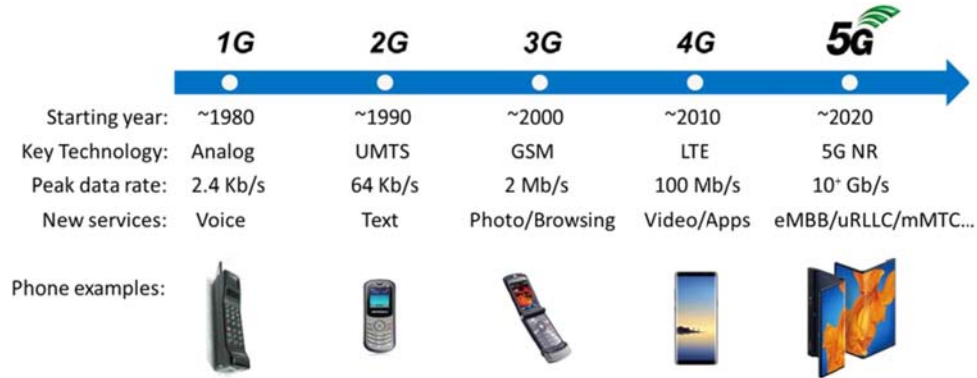 1G 2G 3G 4G 5G
Starting year: ~1980 ~1990 ~2000 ~2010 ~2020
Key Technology: Analog UMTS GSM LTE 5G NR
Peak data rate: 2.4 Kb/s 64 Kb/s 2 Mb/s 100 Mb/s 10⁺ Gb/s
New services: Voice Text Photo/Browsing Video/Apps eMBB/uRLLC/mMTC...
Phone examples: